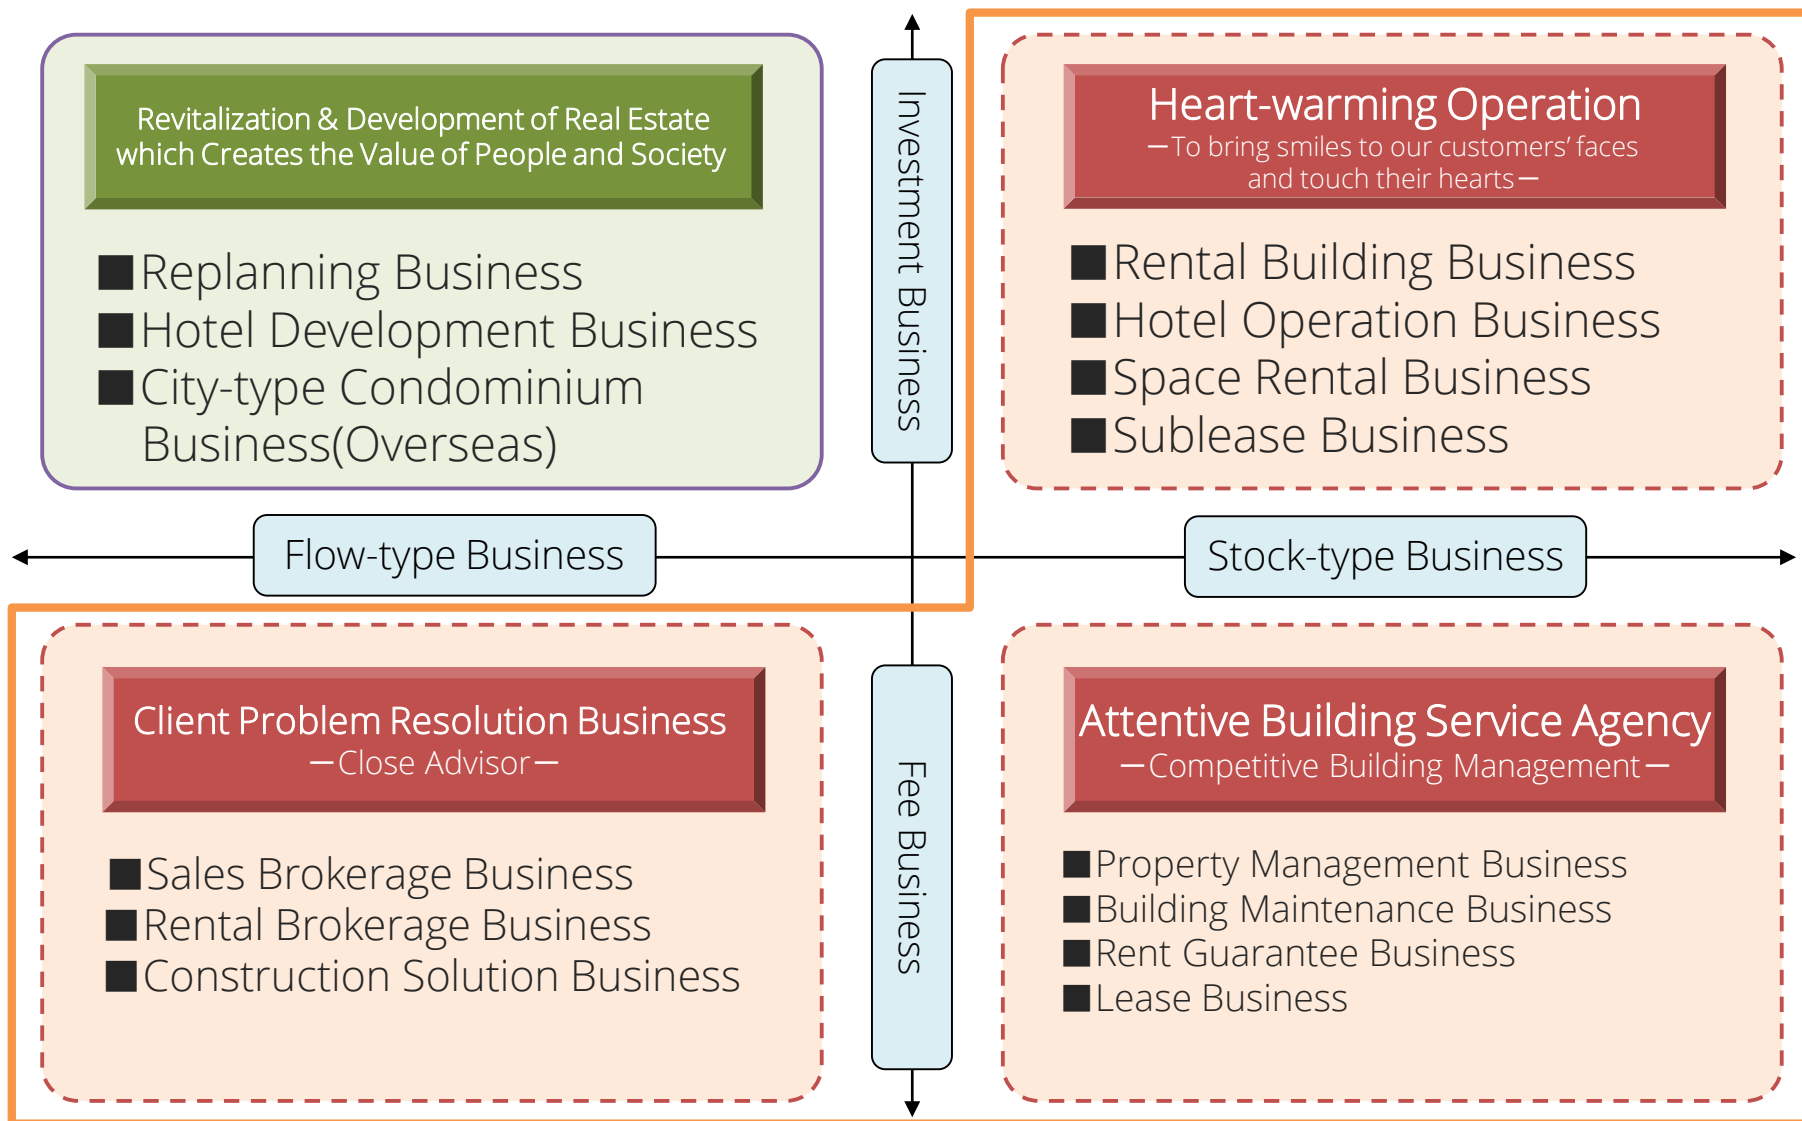 Revitalization & Development of Real Estate
which Creates the Value of People and Society
■Replanning Business
■Hotel Development Business
■City-type Condominium
Business(Overseas)
Investment Business
Heart-warming Operation
—To bring smiles to our customers’ faces
and touch their hearts—
■Rental Building Business
■Hotel Operation Business
■Space Rental Business
■Sublease Business
Flow-type Business
Stock-type Business
Client Problem Resolution Business
—Close Advisor—
■Sales Brokerage Business
■Rental Brokerage Business
■Construction Solution Business
Fee Business
Attentive Building Service Agency
—Competitive Building Management—
■Property Management Business
■Building Maintenance Business
■Rent Guarantee Business
■Lease Business